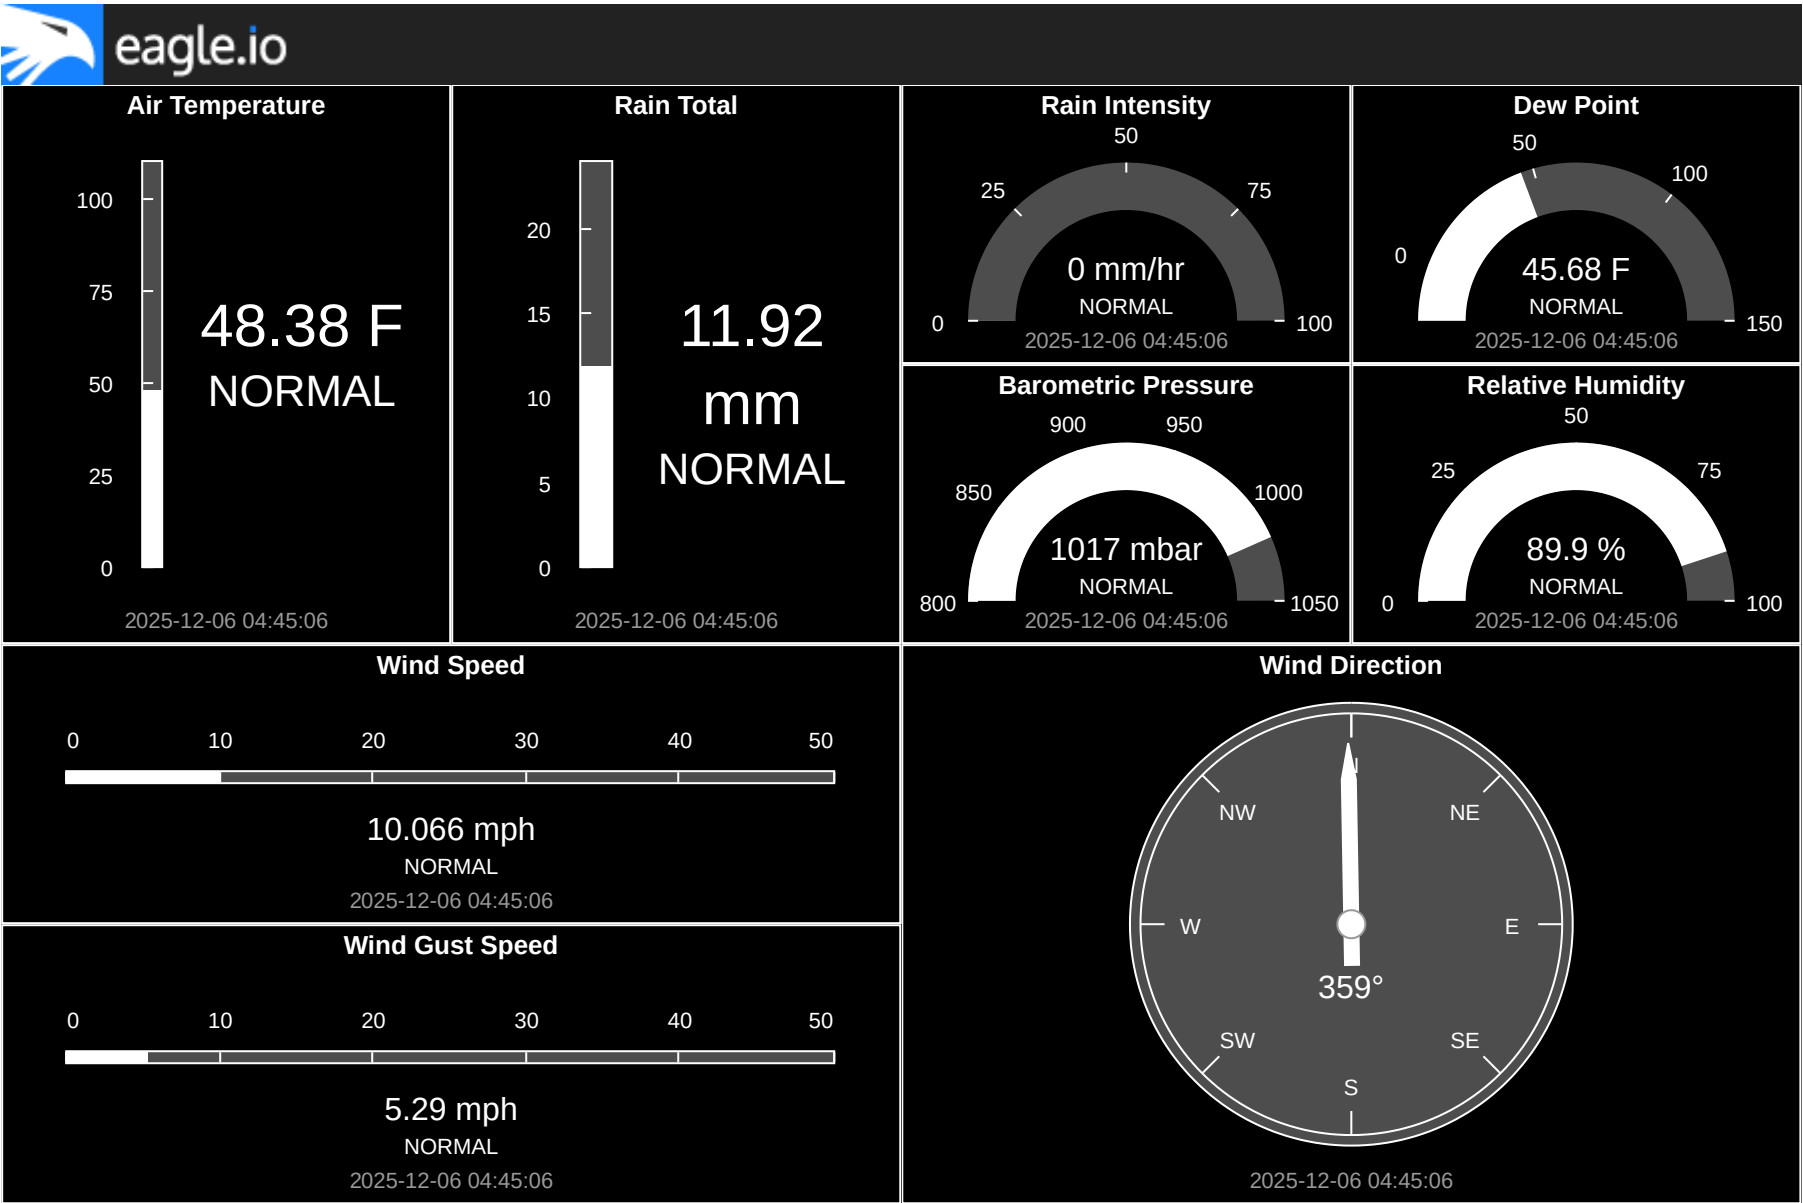 eagle.io
Air Temperature
100
75
50
25
0
48.38 F
NORMAL
2025-12-06 04:45:06
Rain Total
20
15
10
5
0
11.92
mm
NORMAL
2025-12-06 04:45:06
Rain Intensity
0
25
50
75
100
0 mm/hr
NORMAL
2025-12-06 04:45:06
Dew Point
0
50
100
150
45.68 F
NORMAL
2025-12-06 04:45:06
Barometric Pressure
800
850
900
950
1000
1050
1017 mbar
NORMAL
2025-12-06 04:45:06
Relative Humidity
0
25
50
75
100
89.9 %
NORMAL
2025-12-06 04:45:06
Wind Speed
0 10 20 30 40 50
10.066 mph
NORMAL
2025-12-06 04:45:06
Wind Gust Speed
0 10 20 30 40 50
5.29 mph
NORMAL
2025-12-06 04:45:06
Wind Direction
NW NE
W E
359°
SW SE
S
2025-12-06 04:45:06